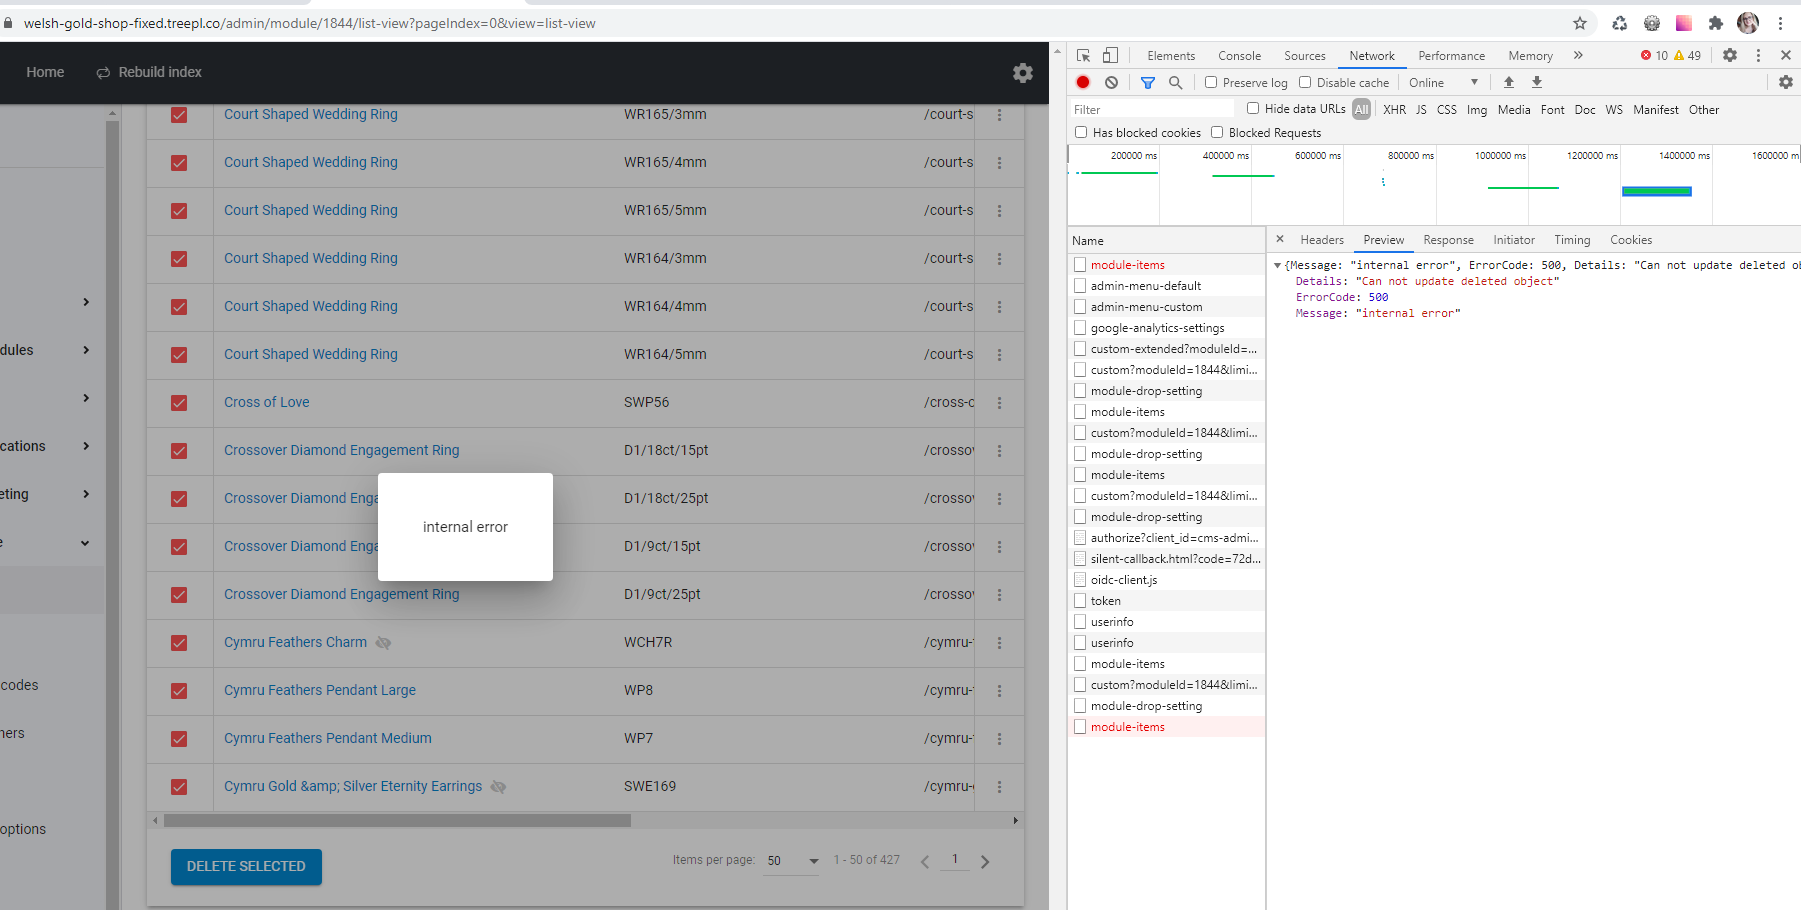 welsh-gold-shop-fixed.treepl.co/admin/module/1844/list-view?pageIndex=0&view=list-view
Home
Rebuild index
Court Shaped Wedding Ring WR165/3mm /court-s
Court Shaped Wedding Ring WR165/4mm /court-s
Court Shaped Wedding Ring WR165/5mm /court-s
Court Shaped Wedding Ring WR164/3mm /court-s
Court Shaped Wedding Ring WR164/4mm /court-s
Court Shaped Wedding Ring WR164/5mm /court-s
Cross of Love SWP56 /cross-o
Crossover Diamond Engagement Ring D1/18ct/15pt /crossov
Crossover Diamond Enga D1/18ct/25pt /crossov
Crossover Diamond Enga D1/9ct/15pt /crossov
Crossover Diamond Engagement Ring D1/9ct/25pt /crossov
Cymru Feathers Charm WCH7R /cymru-
Cymru Feathers Pendant Large WP8 /cymru-
Cymru Feathers Pendant Medium WP7 /cymru-
Cymru Gold &amp; Silver Eternity Earrings SWE169 /cymru-
internal error
dules
cations
eting
e
codes
ners
options
DELETE SELECTED
Items per page: 50 1 - 50 of 427 1
Elements Console Sources Network Performance Memory 10 49
Preserve log Disable cache Online
Filter
Hide data URLs All XHR JS CSS Img Media Font Doc WS Manifest Other
Has blocked cookies Blocked Requests
200000 ms 400000 ms 600000 ms 800000 ms 1000000 ms 1200000 ms 1400000 ms 1600000 m
Name
module-items
admin-menu-default
admin-menu-custom
google-analytics-settings
custom-extended?moduleId=...
custom?moduleId=1844&limi...
module-drop-setting
module-items
custom?moduleId=1844&limi...
module-drop-setting
module-items
custom?moduleId=1844&limi...
module-drop-setting
authorize?client_id=cms-admi...
silent-callback.html?code=72d...
oidc-client.js
token
userinfo
userinfo
module-items
custom?moduleId=1844&limi...
module-drop-setting
module-items
Headers Preview Response Initiator Timing Cookies
{Message: "internal error", ErrorCode: 500, Details: "Can not update deleted ob
Details: "Can not update deleted object"
ErrorCode: 500
Message: "internal error"